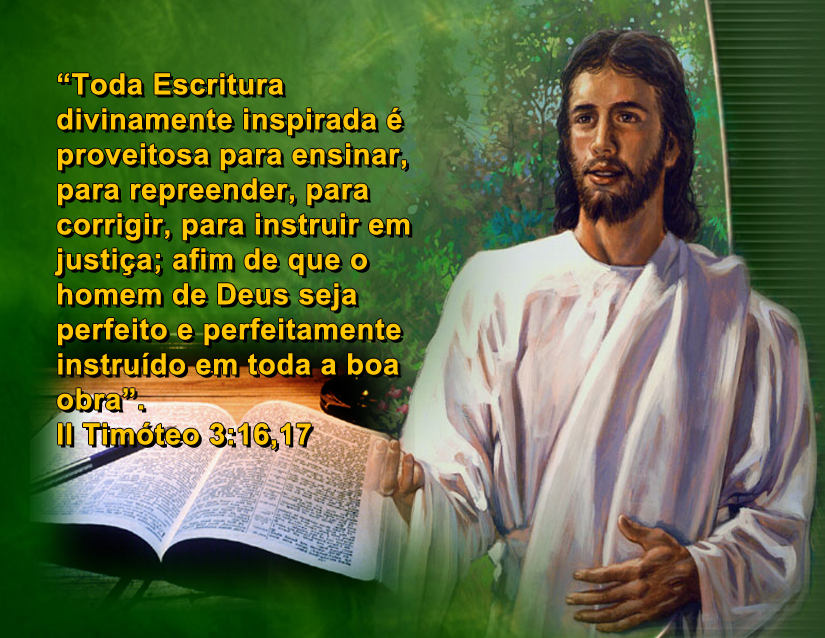 “Toda Escritura
divinamente inspirada é
proveitosa para ensinar,
para repreender, para
corrigir, para instruir em
justiça; afim de que o
homem de Deus seja
perfeito e perfeitamente
instruído em toda a boa
obra”.
II Timóteo 3:16,17